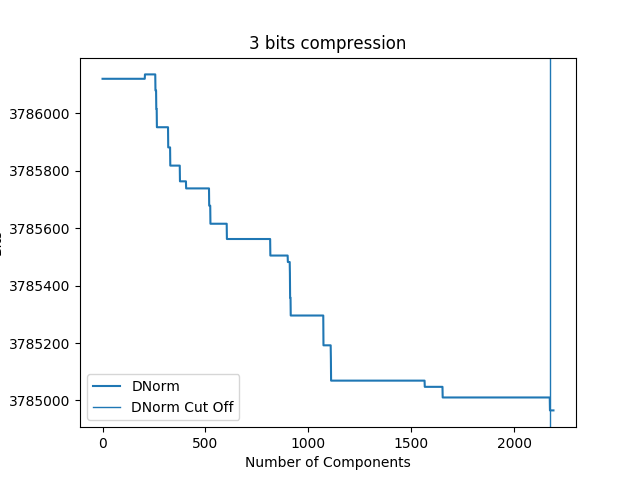 3 bits compression
3786000
3785800
3785600
3785400
3785200
3785000
DNorm
DNorm Cut Off
0 500 1000 1500 2000
Number of Components